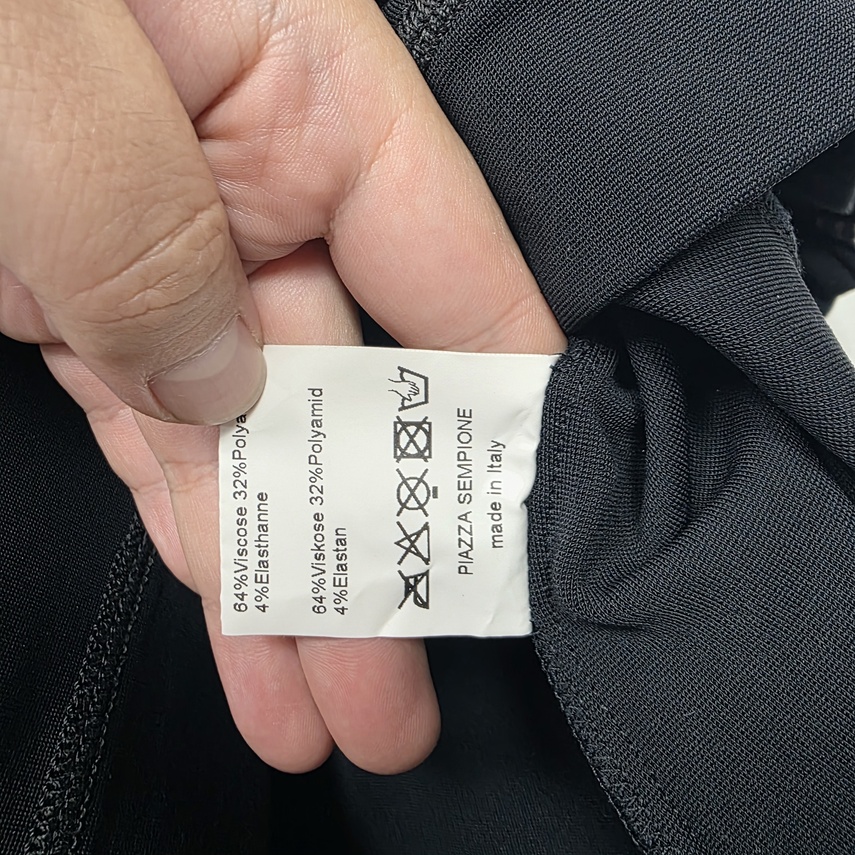 64%Viscose 32%Polya
4%Elasthanne
64%Viskose 32%Polyamid
4%Elastan
PIAZZA SEMPIONE
made in Italy